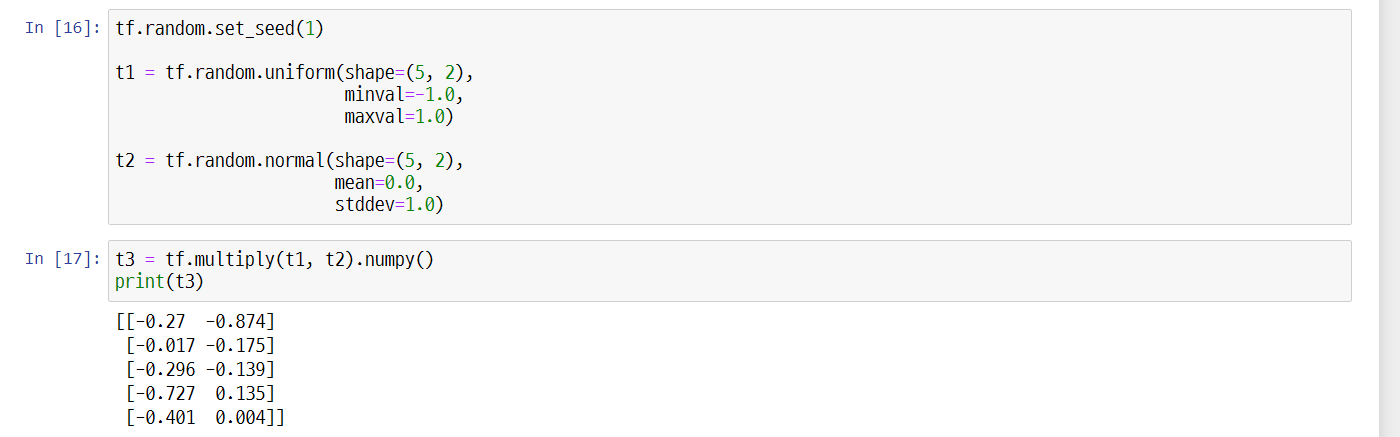 In [16]: tf.random.set_seed(1)
t1 = tf.random.uniform(shape=(5, 2),
minval=-1.0,
maxval=1.0)
t2 = tf.random.normal(shape=(5, 2),
mean=0.0,
stddev=1.0)
In [17]: t3 = tf.multiply(t1, t2).numpy()
print(t3)
[[-0.27  -0.874]
[-0.017 -0.175]
[-0.296 -0.139]
[-0.727  0.135]
[-0.401  0.004]]